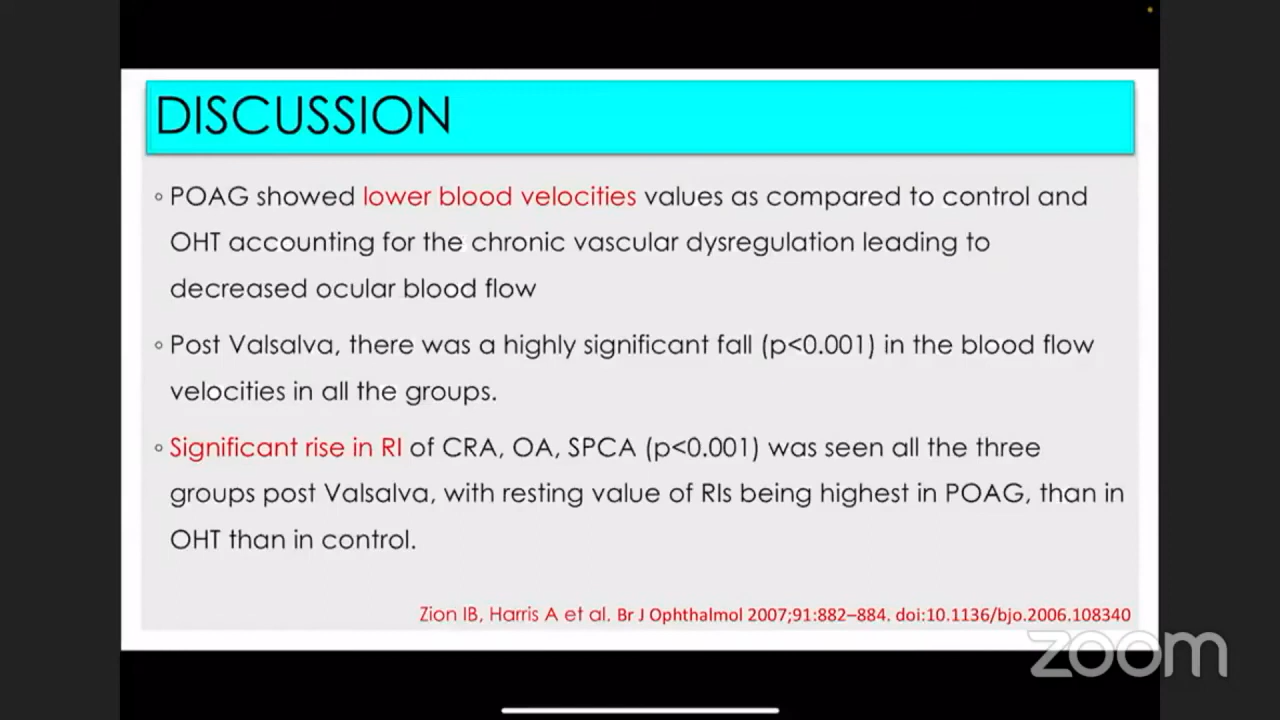 DISCUSSION
◦ POAG showed lower blood velocities values as compared to control and
OHT accounting for the chronic vascular dysregulation leading to
decreased ocular blood flow
◦ Post Valsalva, there was a highly significant fall (p<0.001) in the blood flow
velocities in all the groups.
◦ Significant rise in RI of CRA, OA, SPCA (p<0.001) was seen all the three
groups post Valsalva, with resting value of RIs being highest in POAG, than in
OHT than in control.
Zion IB, Harris A et al. Br J Ophthalmol 2007;91:882–884. doi:10.1136/bjo.2006.108340
zoom